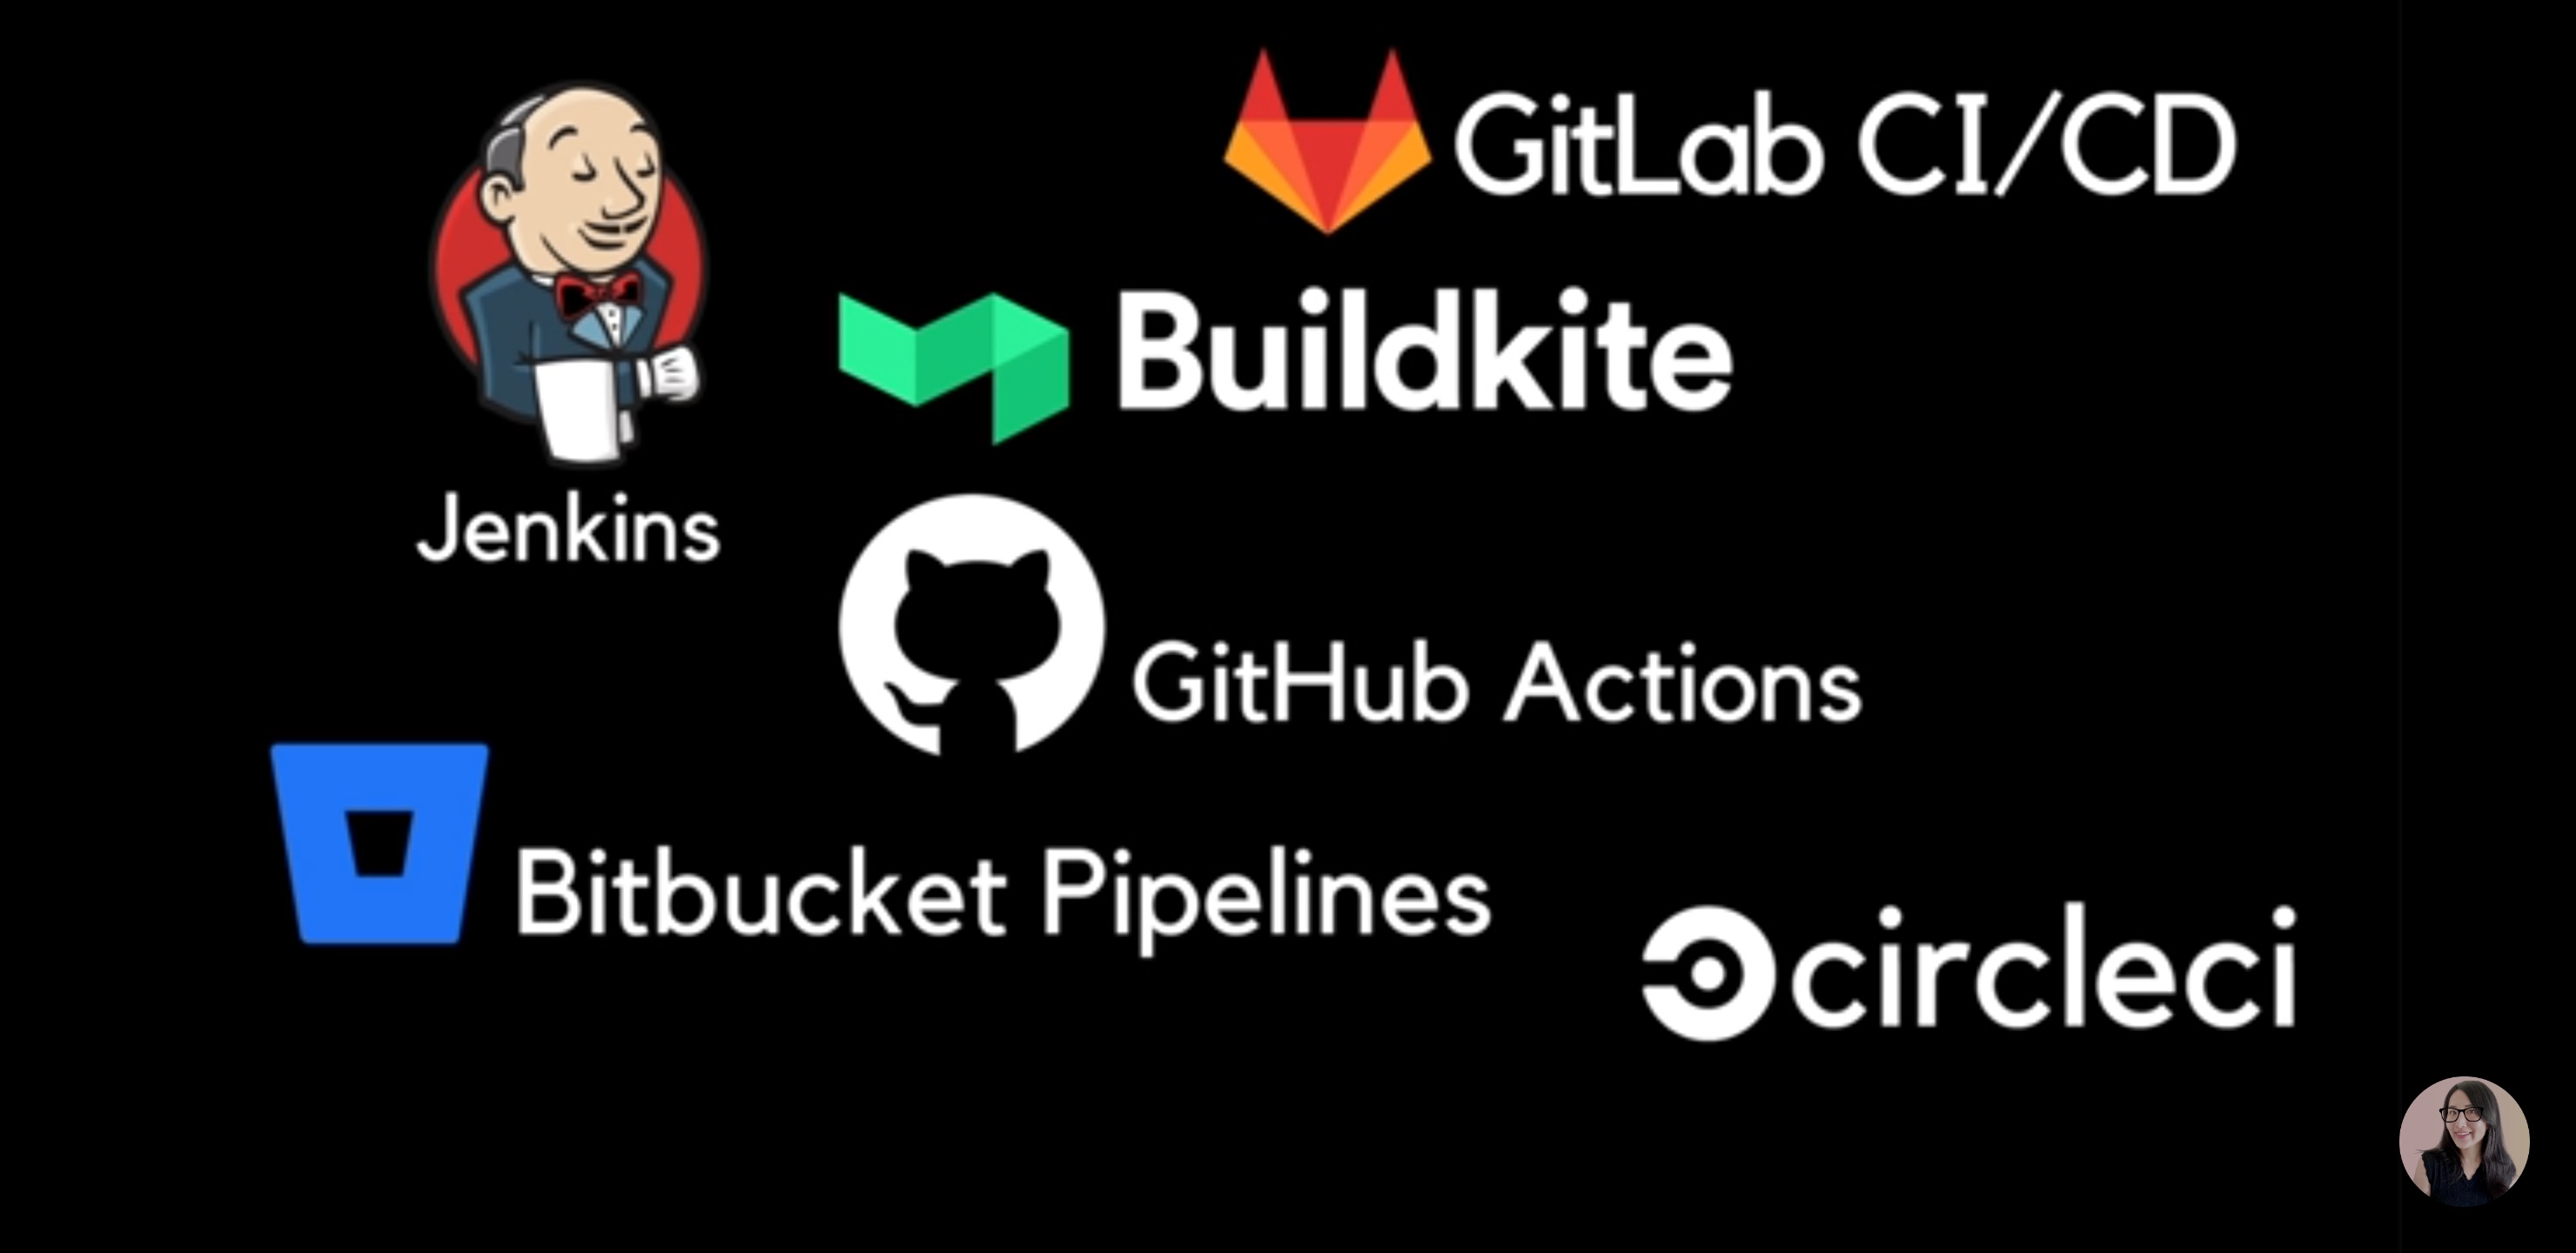 GitLab CI/CD
Buildkite
Jenkins
GitHub Actions
Bitbucket Pipelines
circleci